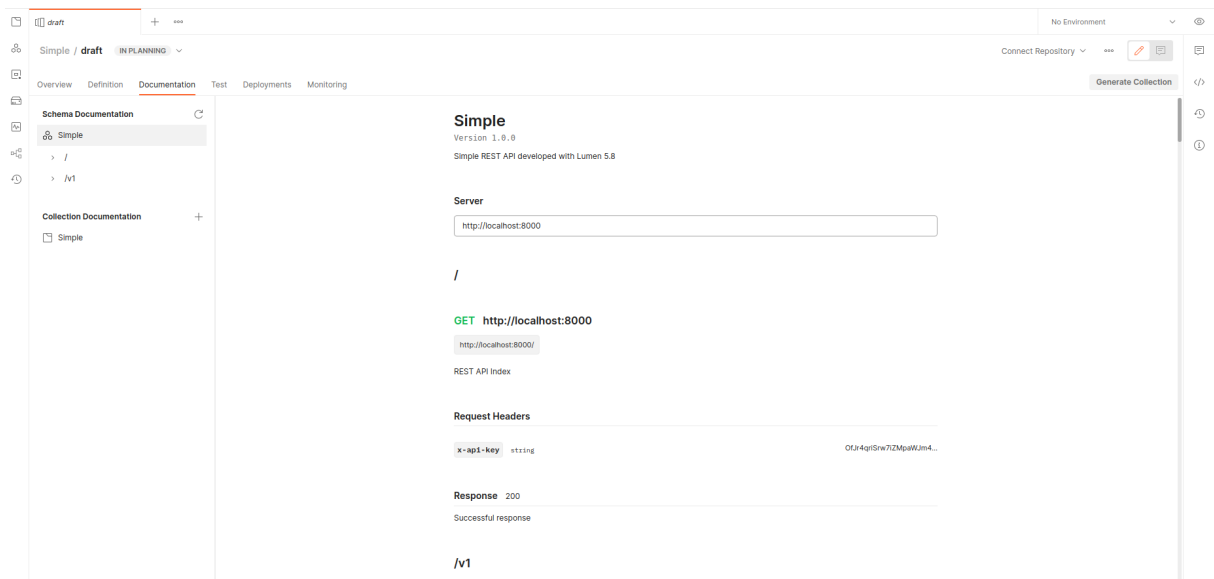 draft
No Environment
Simple / draft IN PLANNING
Connect Repository
Overview Definition Documentation Test Deployments Monitoring
Generate Collection
Schema Documentation
Simple
/
/v1
Collection Documentation
Simple
Simple
Version 1.0.0
Simple REST API developed with Lumen 5.8
Server
http://localhost:8000
/
GET http://localhost:8000
http://localhost:8000/
REST API Index
Request Headers
x-api-key string
Response 200
Successful response
/v1